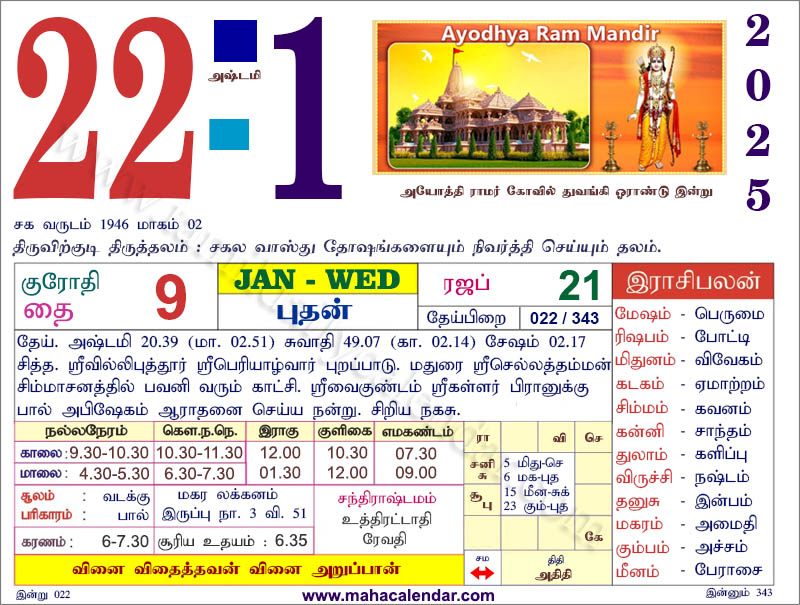 22 1
அஷ்டமி
Ayodhya Ram Mandir
2025
அயோத்தி ராமர் கோவில் துவங்கி ஓராண்டு இன்று
சக வருடம் 1946 மாகம் 02
திருவிற்குடி திருத்தலம் : சகல வாஸ்து தோஷங்களையும் நிவர்த்தி செய்யும் தலம்.
குரோதி
தை 9
JAN - WED
புதன்
ரஜப் 21
தேய்பிறை 022 / 343
தேய். அஷ்டமி 20.39 (மா. 02.51) சுவாதி 49.07 (கா. 02.14) சேஷம் 02.17
சித்த. ஸ்ரீவில்லிபுத்தூர் ஸ்ரீபெரியாழ்வார் புறப்பாடு. மதுரை ஸ்ரீசெல்லத்தம்மன்
சிம்மாசனத்தில் பவனி வரும் காட்சி. ஸ்ரீவைகுண்டம் ஸ்ரீகள்ளர் பிரானுக்கு
பால் அபிஷேகம் ஆராதனை செய்ய நன்று. சிறிய நகசு.
நல்லநேரம் கௌ.ந.நெ. இராகு குளிகை எமகண்டம்
காலை: 9.30-10.30 10.30-11.30 12.00 10.30 07.30
மாலை: 4.30-5.30 6.30-7.30 01.30 12.00 09.00
சூலம் : வடக்கு
பரிகாரம் : பால்
மகர லக்கனம்
இருப்பு நா. 3 வி. 51
கரணம் : 6-7.30 சூரிய உதயம் : 6.35
சந்திராஷ்டமம்
உத்திரட்டாதி
ரேவதி
வினை விதைத்தவன் வினை அறுப்பான்
ரா வி செ
சனி
சு
சூ
பு
5 மிது-செ
6 மக-புத
15 மீன-சுக்
23 கும்-புத
கே
சம
திதி
அதிதி
இராசிபலன்
மேஷம் - பெருமை
ரிஷபம் - போட்டி
மிதுனம் - விவேகம்
கடகம் - ஏமாற்றம்
சிம்மம் - கவனம்
கன்னி - சாந்தம்
துலாம் - களிப்பு
விருச்சி - நஷ்டம்
தனுசு - இன்பம்
மகரம் - அமைதி
கும்பம் - அச்சம்
மீனம் - பேராசை
இன்று 022
www.mahacalendar.com
இன்னும் 343